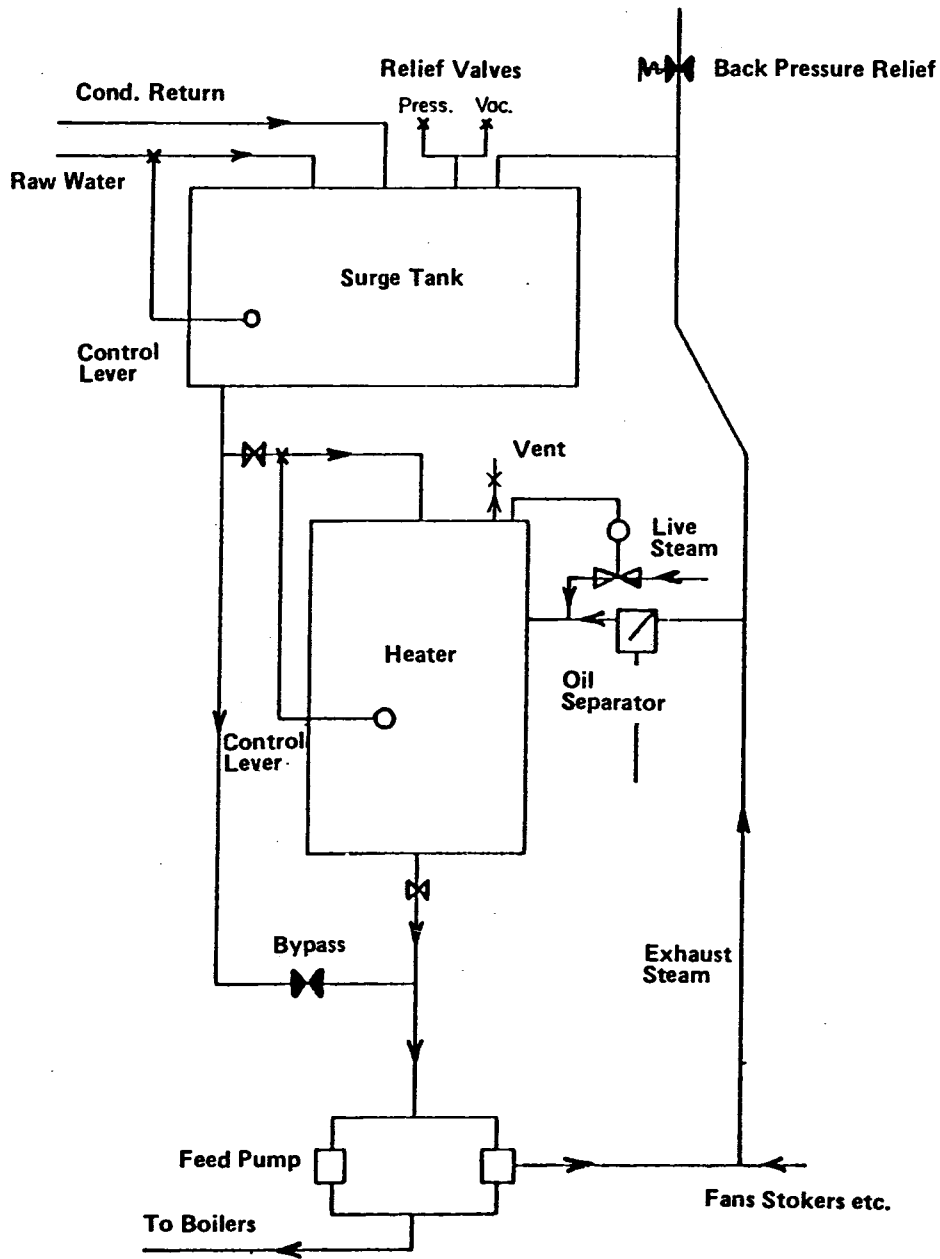 Relief Valves
Back Pressure Relief
Cond. Return
Press.
Vac.
Raw Water
Surge Tank
Control
Lever
Vent
Live
Steam
Heater
Oil
Separator
Control
Lever
Bypass
Exhaust
Steam
Feed Pump
Fans Stokers etc.
To Boilers